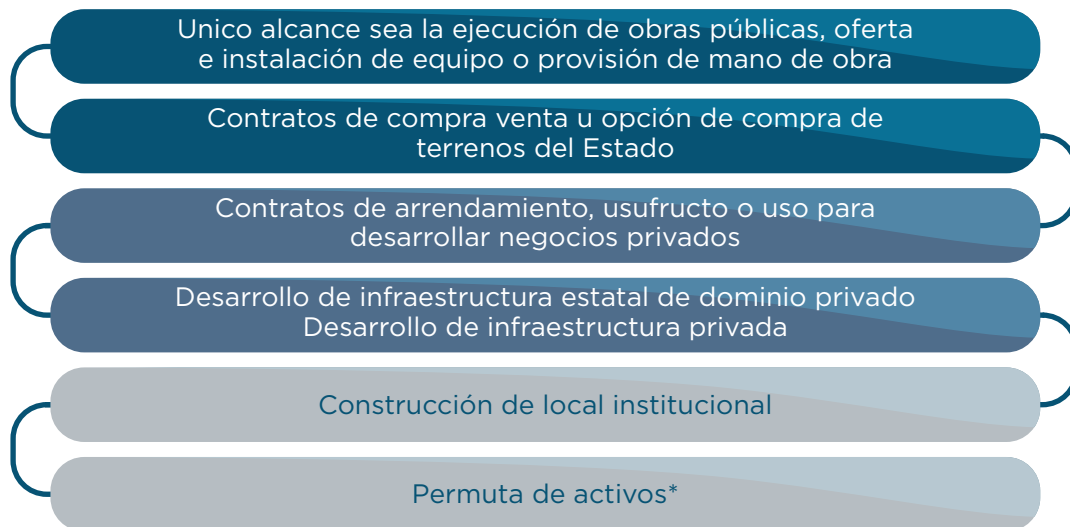 Unico alcance sea la ejecución de obras públicas, oferta
e instalación de equipo o provisión de mano de obra
Contratos de compra venta u opción de compra de
terrenos del Estado
Contratos de arrendamiento, usufructo o uso para
desarrollar negocios privados
Desarrollo de infraestructura estatal de dominio privado
Desarrollo de infraestructura privada
Construcción de local institucional
Permuta de activos*